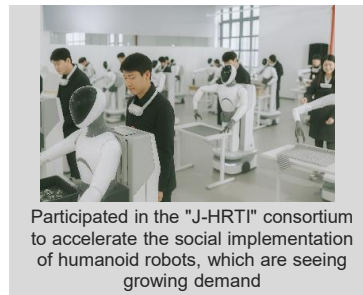 Participated in the "J-HRTI" consortium
to accelerate the social implementation
of humanoid robots, which are seeing
growing demand